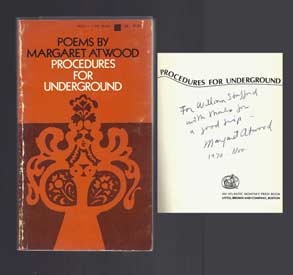 POEMS BY
MARGARET ATWOOD
PROCEDURES
FOR
UNDERGROUND
PROCEDURES FOR UNDERGROUND
For William Stafford
with thanks for
a good
Margaret Atwood
1970 Nov.
AN ATLANTIC MONTHLY PRESS BOOK
LITTLE, BROWN AND COMPANY, BOSTON